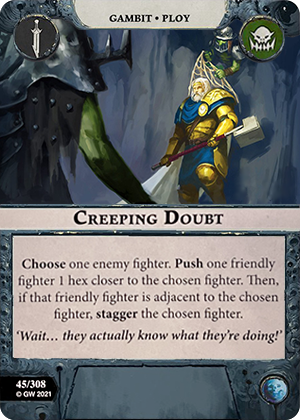 GAMBIT • PLOY
CREEPING DOUBT
Choose one enemy fighter. Push one friendly
fighter 1 hex closer to the chosen fighter. Then,
if that friendly fighter is adjacent to the chosen
fighter, stagger the chosen fighter.
‘Wait… they actually know what they’re doing!’
45/308
© GW 2021